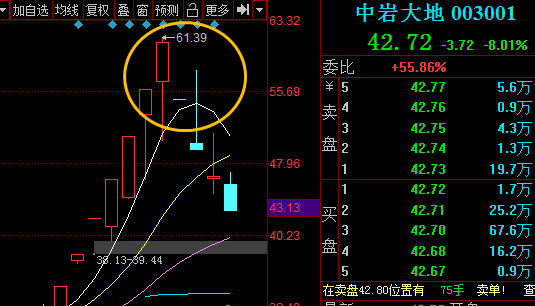 加自选 均线 复权 叠 窗 预测 更多
63.32
61.39
55.69
47.96
43.13
40.23
38.13-39.44
中岩大地 003001
42.72 -3.72 -8.01%
委比 +55.86%
¥ 5 42.77 5.6万
卖 4 42.76 0.9万
3 42.75 4.3万
盘 2 42.74 1.3万
1 42.73 19.7万
1 42.72 1.7万
买 2 42.71 25.2万
3 42.70 67.6万
盘 4 42.68 16.2万
5 42.67 0.9万
在卖盘42.80位置有 75手 卖单! 查